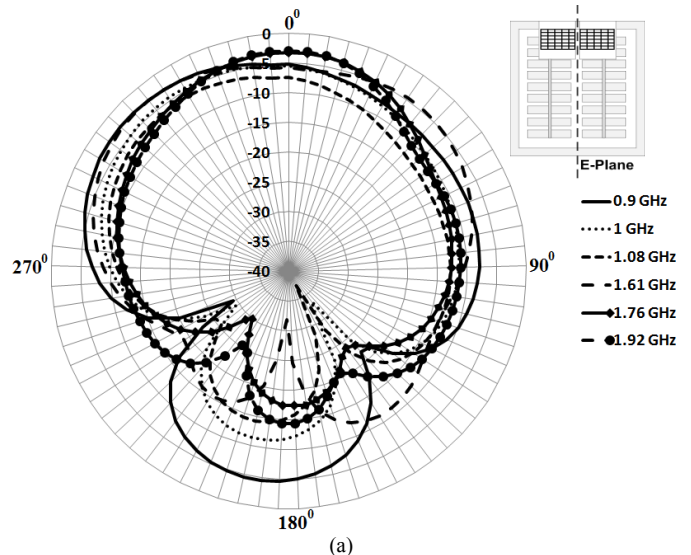 0⁰
0
-5
-10
-15
-20
-25
-30
-35
-40
270⁰
90⁰
180⁰
E-Plane
0.9 GHz
1 GHz
1.08 GHz
1.61 GHz
1.76 GHz
1.92 GHz
(a)